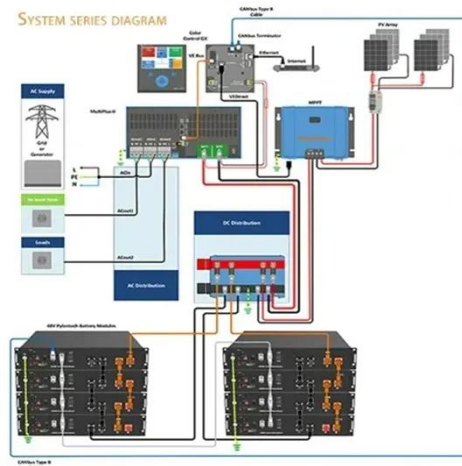 SYSTEM SERIES DIAGRAM
CANbus Type B
Cable
Color
Control GX
CANbus Terminator
PV Array
VE.Bus
Ethernet
Internet
AC Supply
VE.Direct
MPPT
MultiPlus-II
Grid
or
Generator
L
PE
N
ACin
ACout1
Loads
DC Distribution
ACout2
AC Distribution
48V Pylontech Battery Modules
CANbus Type B